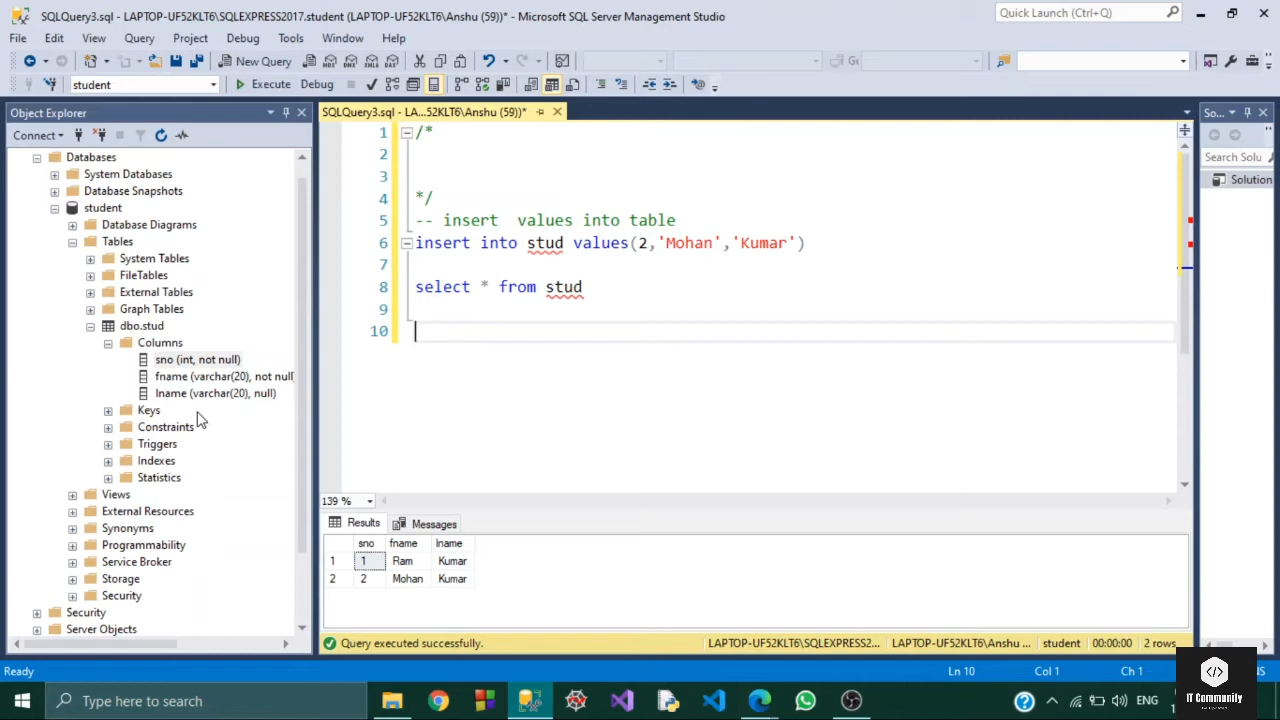 SQLQuery3.sql - LAPTOP-UF52KLT6\SQLEXPRESS2017.student (LAPTOP-UF52KLT6\Anshu (59))* - Microsoft SQL Server Management Studio
Quick Launch (Ctrl+Q)
File Edit View Query Project Debug Tools Window Help
New Query
student
Execute Debug
Object Explorer
Connect
Databases
System Databases
Database Snapshots
student
Database Diagrams
Tables
System Tables
FileTables
External Tables
Graph Tables
dbo.stud
Columns
sno (int, not null)
fname (varchar(20), not null
lname (varchar(20), null)
Keys
Constraints
Triggers
Indexes
Statistics
Views
External Resources
Synonyms
Programmability
Service Broker
Storage
Security
Security
Server Objects
SQLQuery3.sql - LA...52KLT6\Anshu (59))*
1 /*
2
3
4 */
5 -- insert  values into table
6 insert into stud values(2,'Mohan','Kumar')
7
8 select * from stud
9
10
139 %
Results Messages
sno fname lname
1 1 Ram Kumar
2 2 Mohan Kumar
Query executed successfully. LAPTOP-UF52KLT6\SQLEXPRESS2... LAPTOP-UF52KLT6\Anshu ... student 00:00:00 2 rows
So...
Search Solu
Solution
Ready Ln 10 Col 1 Ch 1 NS
Type here to search
ENG
IT Community